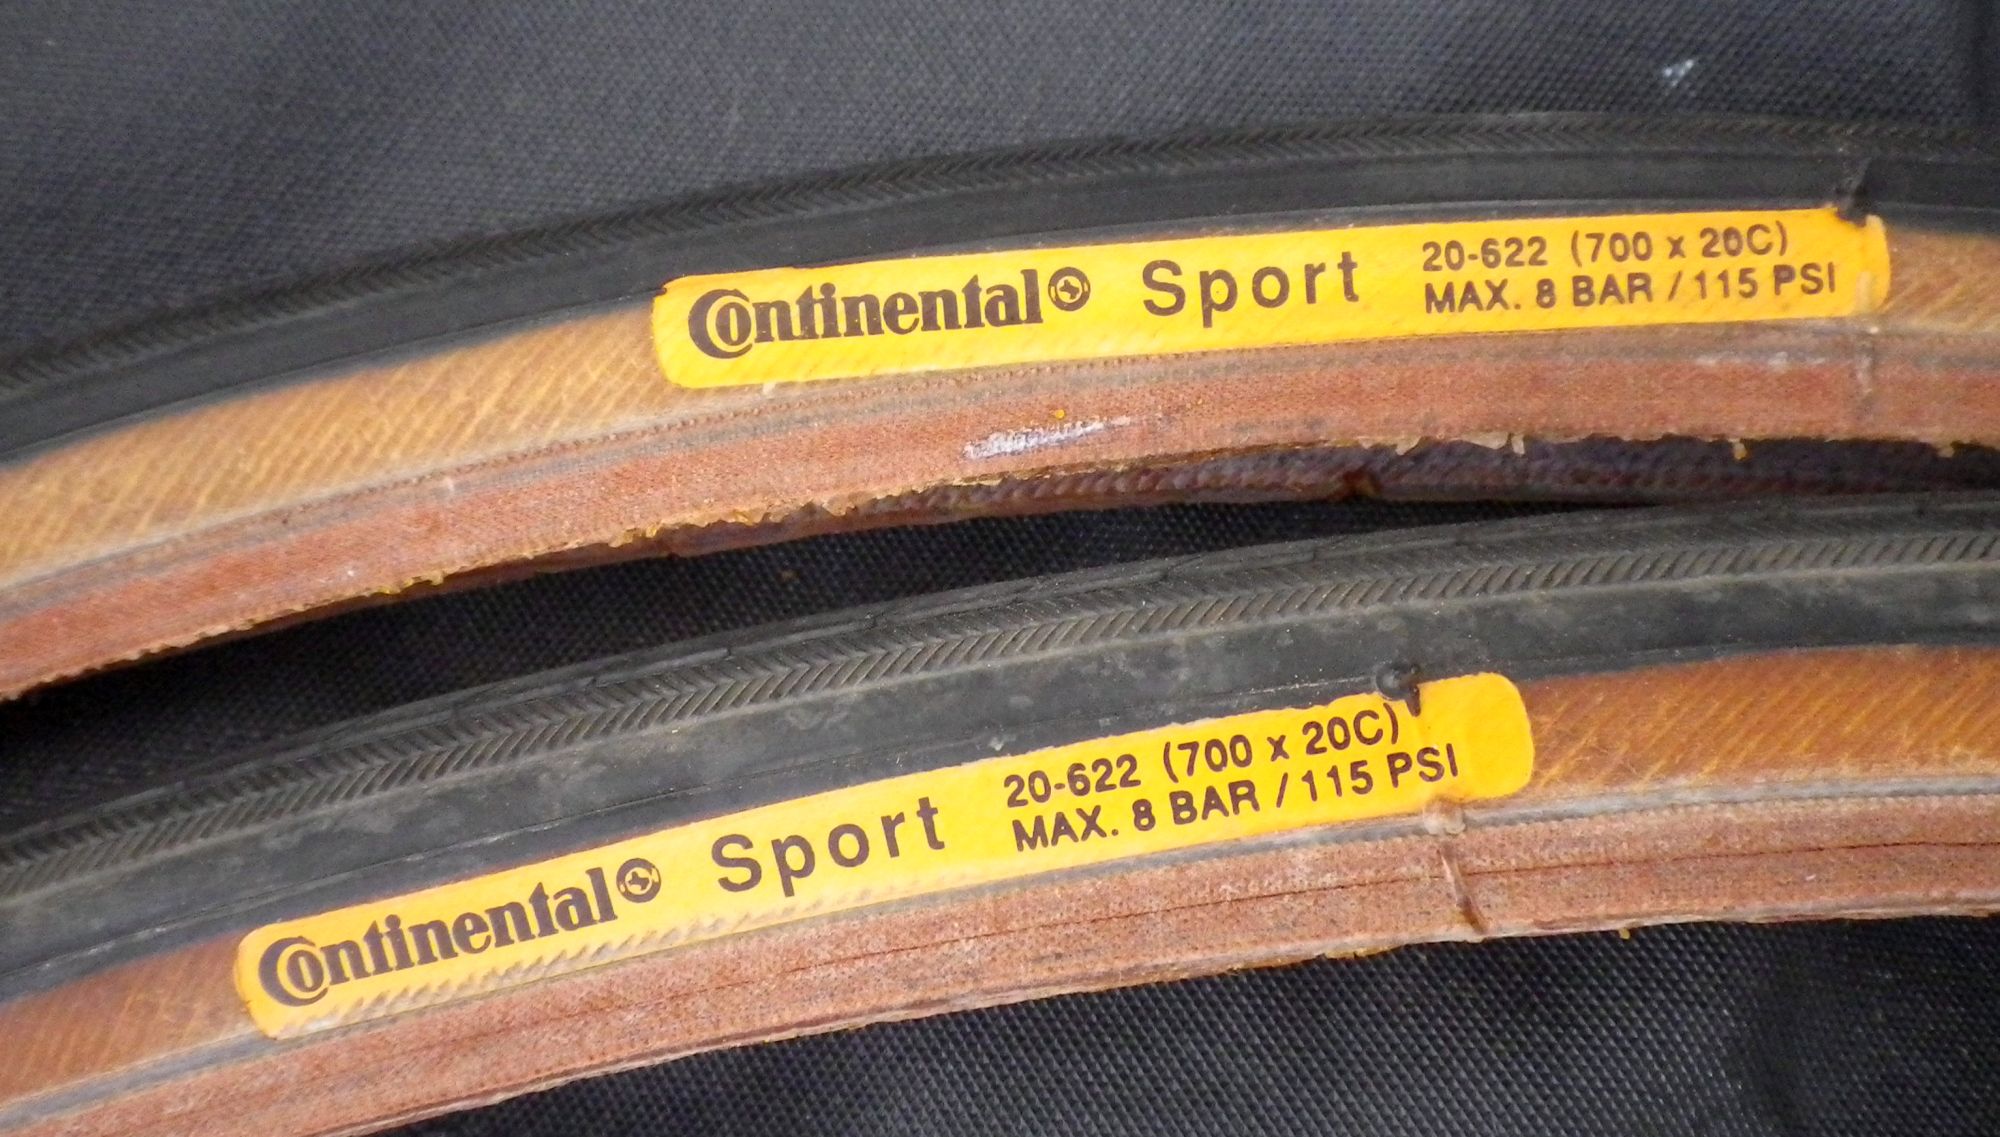 Continental Sport
20-622 (700 x 20C)
MAX. 8 BAR / 115 PSI
Continental Sport
20-622 (700 x 20C)
MAX. 8 BAR / 115 PSI